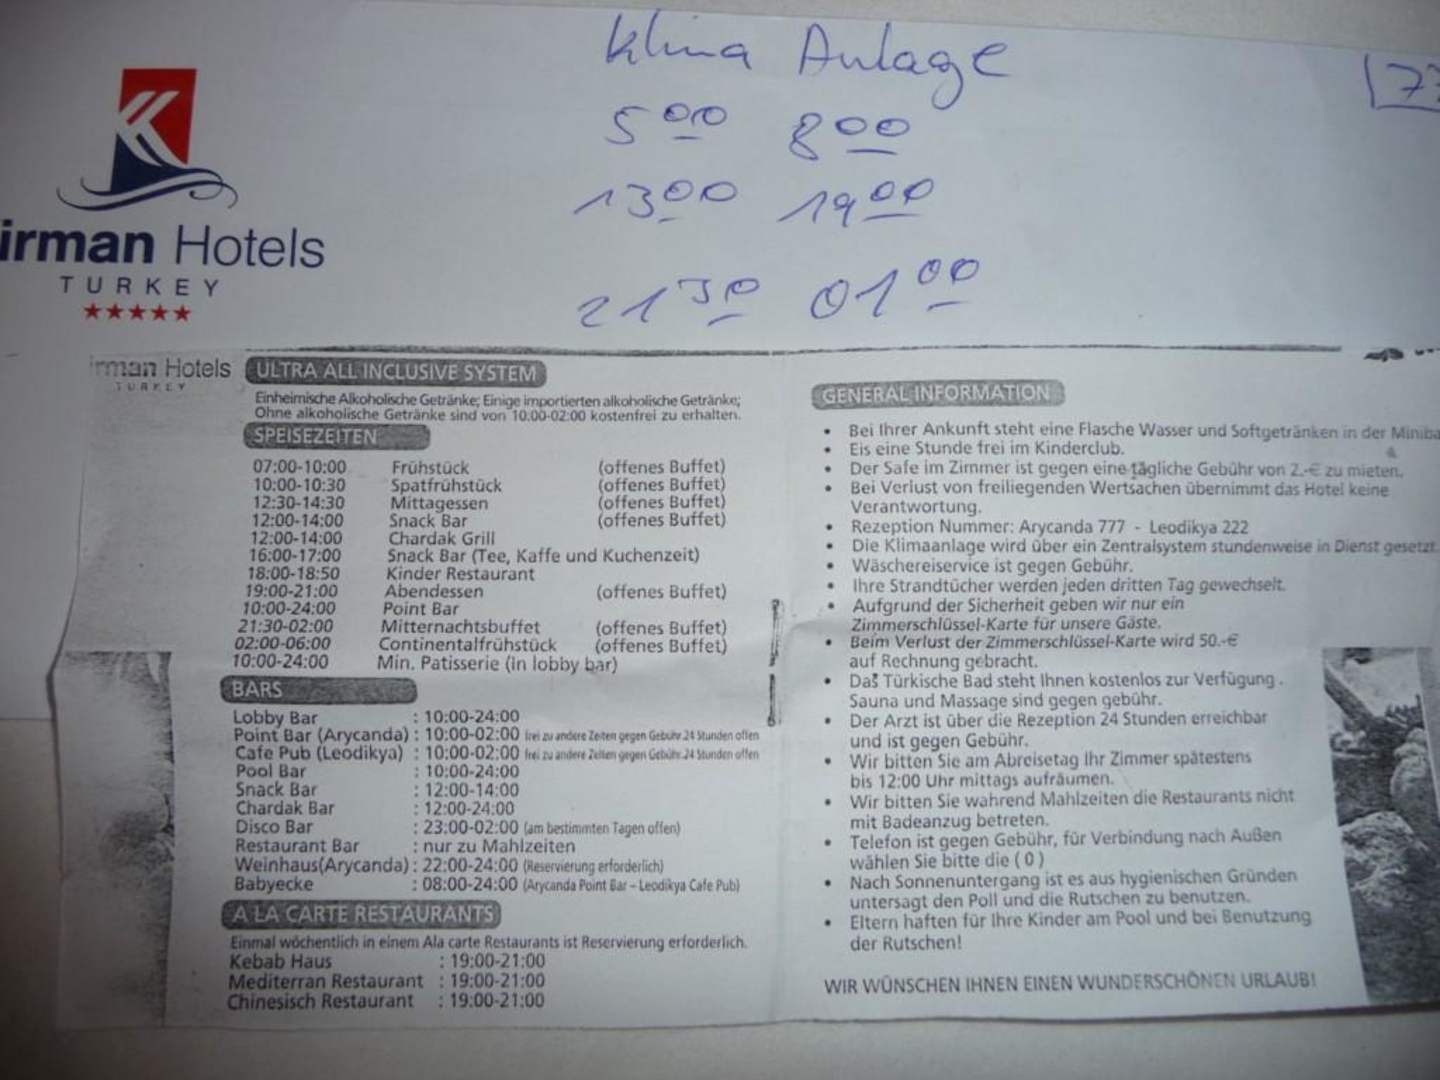 Klima Anlage
5 00 8 00
13 00 19 00
21 30 01 00
irman Hotels
TURKEY
irman Hotels
TURKEY
ULTRA ALL INCLUSIVE SYSTEM
Einheimische Alkoholische Getränke; Einige importierten alkoholische Getränke;
Ohne alkoholische Getränke sind von 10:00-02:00 kostenfrei zu erhalten.
SPEISEZEITEN
07:00-10:00 Frühstück (offenes Buffet)
10:00-10:30 Spatfrühstück (offenes Buffet)
12:30-14:30 Mittagessen (offenes Buffet)
12:00-14:00 Snack Bar (offenes Buffet)
12:00-14:00 Chardak Grill
16:00-17:00 Snack Bar (Tee, Kaffe und Kuchenzeit)
18:00-18:50 Kinder Restaurant
19:00-21:00 Abendessen (offenes Buffet)
10:00-24:00 Point Bar
21:30-02:00 Mitternachtsbuffet (offenes Buffet)
02:00-06:00 Continentalfrühstück (offenes Buffet)
10:00-24:00 Min. Patisserie (in lobby bar)
BARS
Lobby Bar : 10:00-24:00
Point Bar (Arycanda) : 10:00-02:00 frei zu andere Zeiten gegen Gebühr.24 Stunden offen
Cafe Pub (Leodikya) : 10:00-02:00 frei zu andere Zeiten gegen Gebühr.24 Stunden offen
Pool Bar : 10:00-24:00
Snack Bar : 12:00-14:00
Chardak Bar : 12:00-24:00
Disco Bar : 23:00-02:00 (am bestimmten Tagen offen)
Restaurant Bar : nur zu Mahlzeiten
Weinhaus(Arycanda) : 22:00-24:00 (Reservierung erforderlich)
Babyecke : 08:00-24:00 (Arycanda Point Bar – Leodikya Cafe Pub)
A LA CARTE RESTAURANTS
Einmal wöchentlich in einem Ala carte Restaurants ist Reservierung erforderlich.
Kebab Haus : 19:00-21:00
Mediterran Restaurant : 19:00-21:00
Chinesisch Restaurant : 19:00-21:00
GENERAL INFORMATION
• Bei Ihrer Ankunft steht eine Flasche Wasser und Softgetränken in der Miniba
• Eis eine Stunde frei im Kinderclub.
• Der Safe im Zimmer ist gegen eine tägliche Gebühr von 2.-€ zu mieten.
• Bei Verlust von freiliegenden Wertsachen übernimmt das Hotel keine
Verantwortung.
• Rezeption Nummer: Arycanda 777 - Leodikya 222
• Die Klimaanlage wird über ein Zentralsystem stundenweise in Dienst gesetzt.
• Wäschereiservice ist gegen Gebühr.
• Ihre Strandtücher werden jeden dritten Tag gewechselt.
• Aufgrund der Sicherheit geben wir nur ein
Zimmerschlüssel-Karte für unsere Gäste.
• Beim Verlust der Zimmerschlüssel-Karte wird 50.-€
auf Rechnung gebracht.
• Das Türkische Bad steht Ihnen kostenlos zur Verfügung .
Sauna und Massage sind gegen gebühr.
• Der Arzt ist über die Rezeption 24 Stunden erreichbar
und ist gegen Gebühr.
• Wir bitten Sie am Abreisetag Ihr Zimmer spätestens
bis 12:00 Uhr mittags aufräumen.
• Wir bitten Sie wahrend Mahlzeiten die Restaurants nicht
mit Badeanzug betreten.
• Telefon ist gegen Gebühr, für Verbindung nach Außen
wählen Sie bitte die ( 0 )
• Nach Sonnenuntergang ist es aus hygienischen Gründen
untersagt den Poll und die Rutschen zu benutzen.
• Eltern haften für Ihre Kinder am Pool und bei Benutzung
der Rutschen!
WIR WÜNSCHEN IHNEN EINEN WUNDERSCHÖNEN URLAUB!